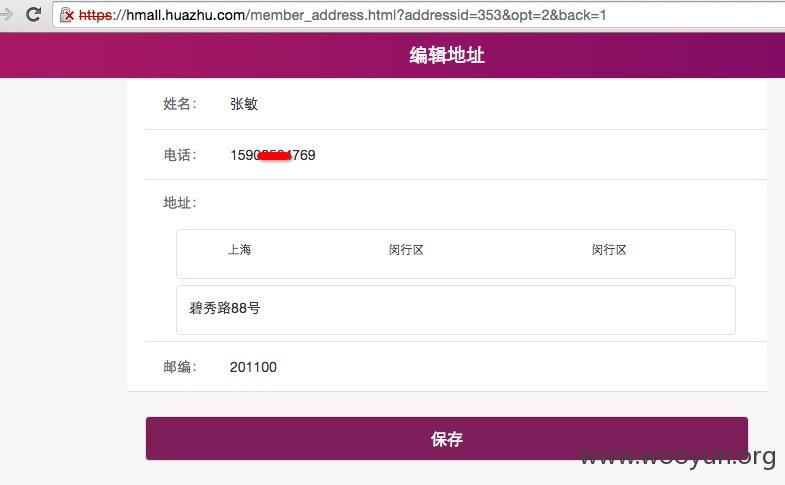 https://hmall.huazhu.com/member_address.html?addressid=353&opt=2&back=1
编辑地址
姓名： 张敏
电话： 1590 4769
地址：
上海 闵行区 闵行区
碧秀路88号
邮编： 201100
保存
www.wooyun.org